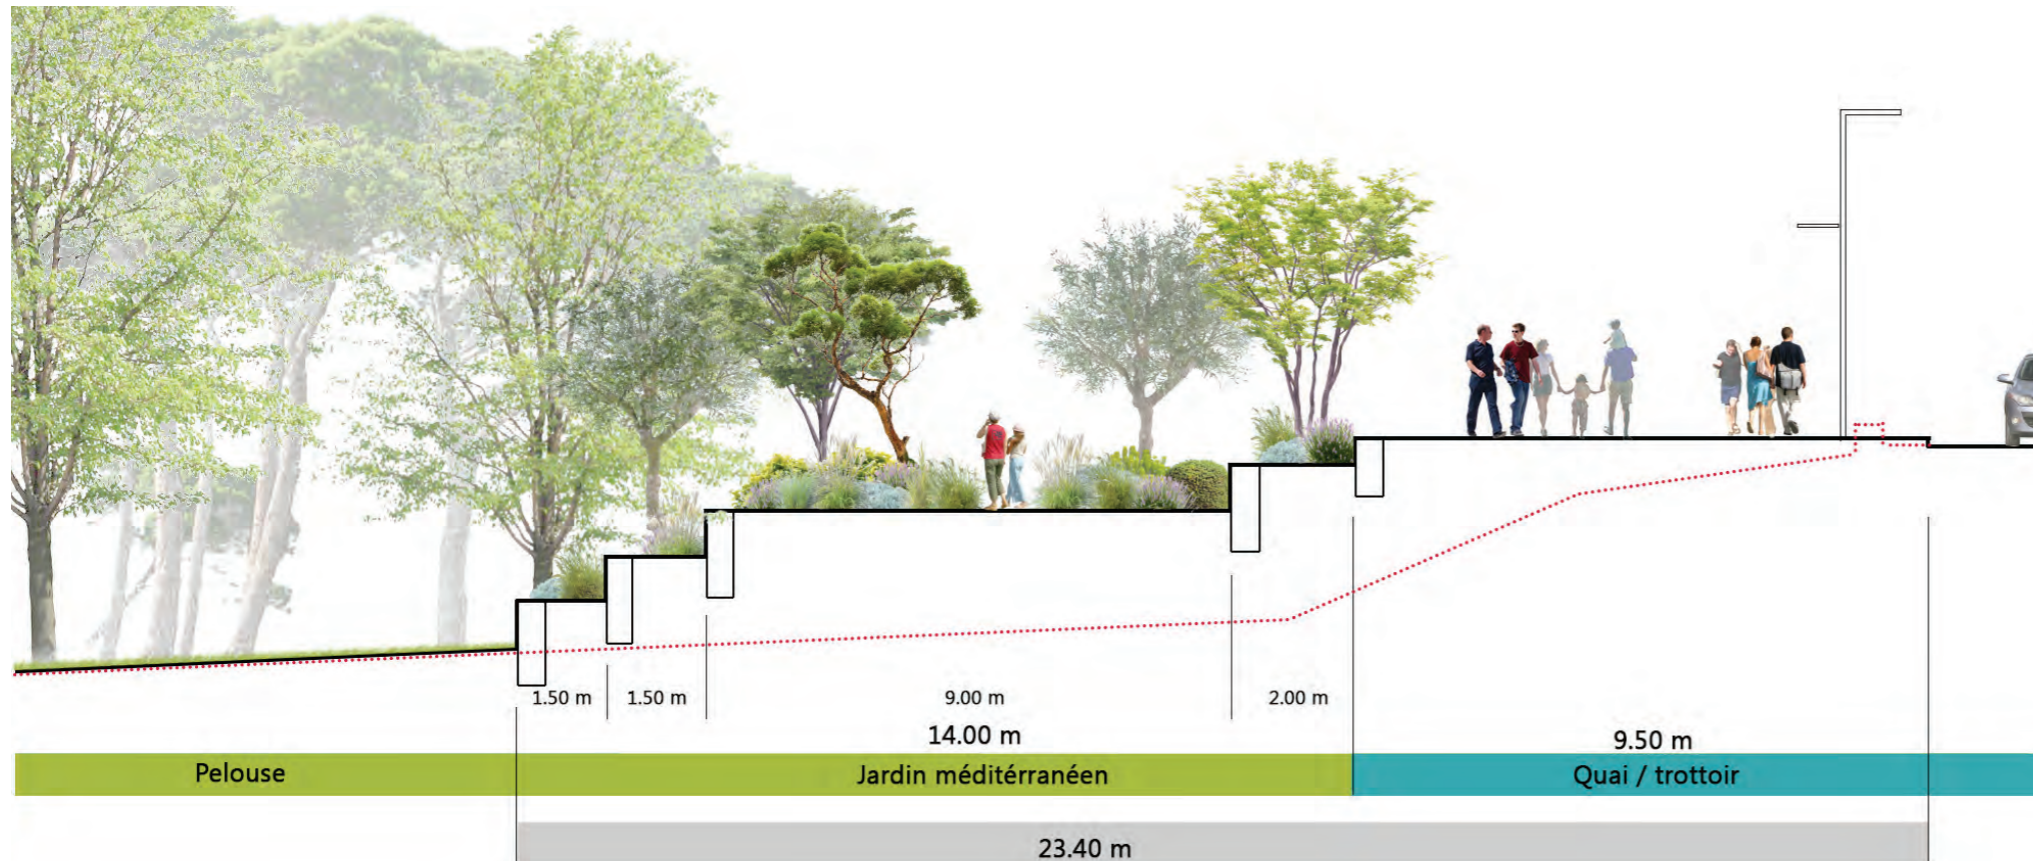 1.50 m
1.50 m
9.00 m
2.00 m
14.00 m
9.50 m
Pelouse
Jardin méditérranéen
Quai / trottoir
23.40 m